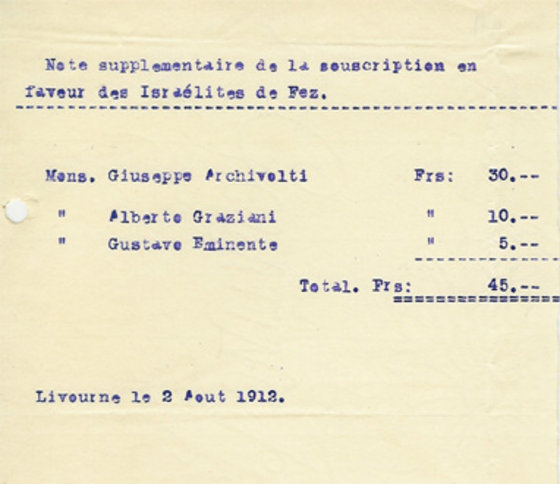 Note supplementaire de la souscription en
faveur des Israélites de Fez.
Mons. Giuseppe Archivolti Frs: 30.--
" Alberto Graziani " 10.--
" Gustavo Eminente " 5.--
Total. Frs: 45.--
Livourne le 2 Aout 1912.